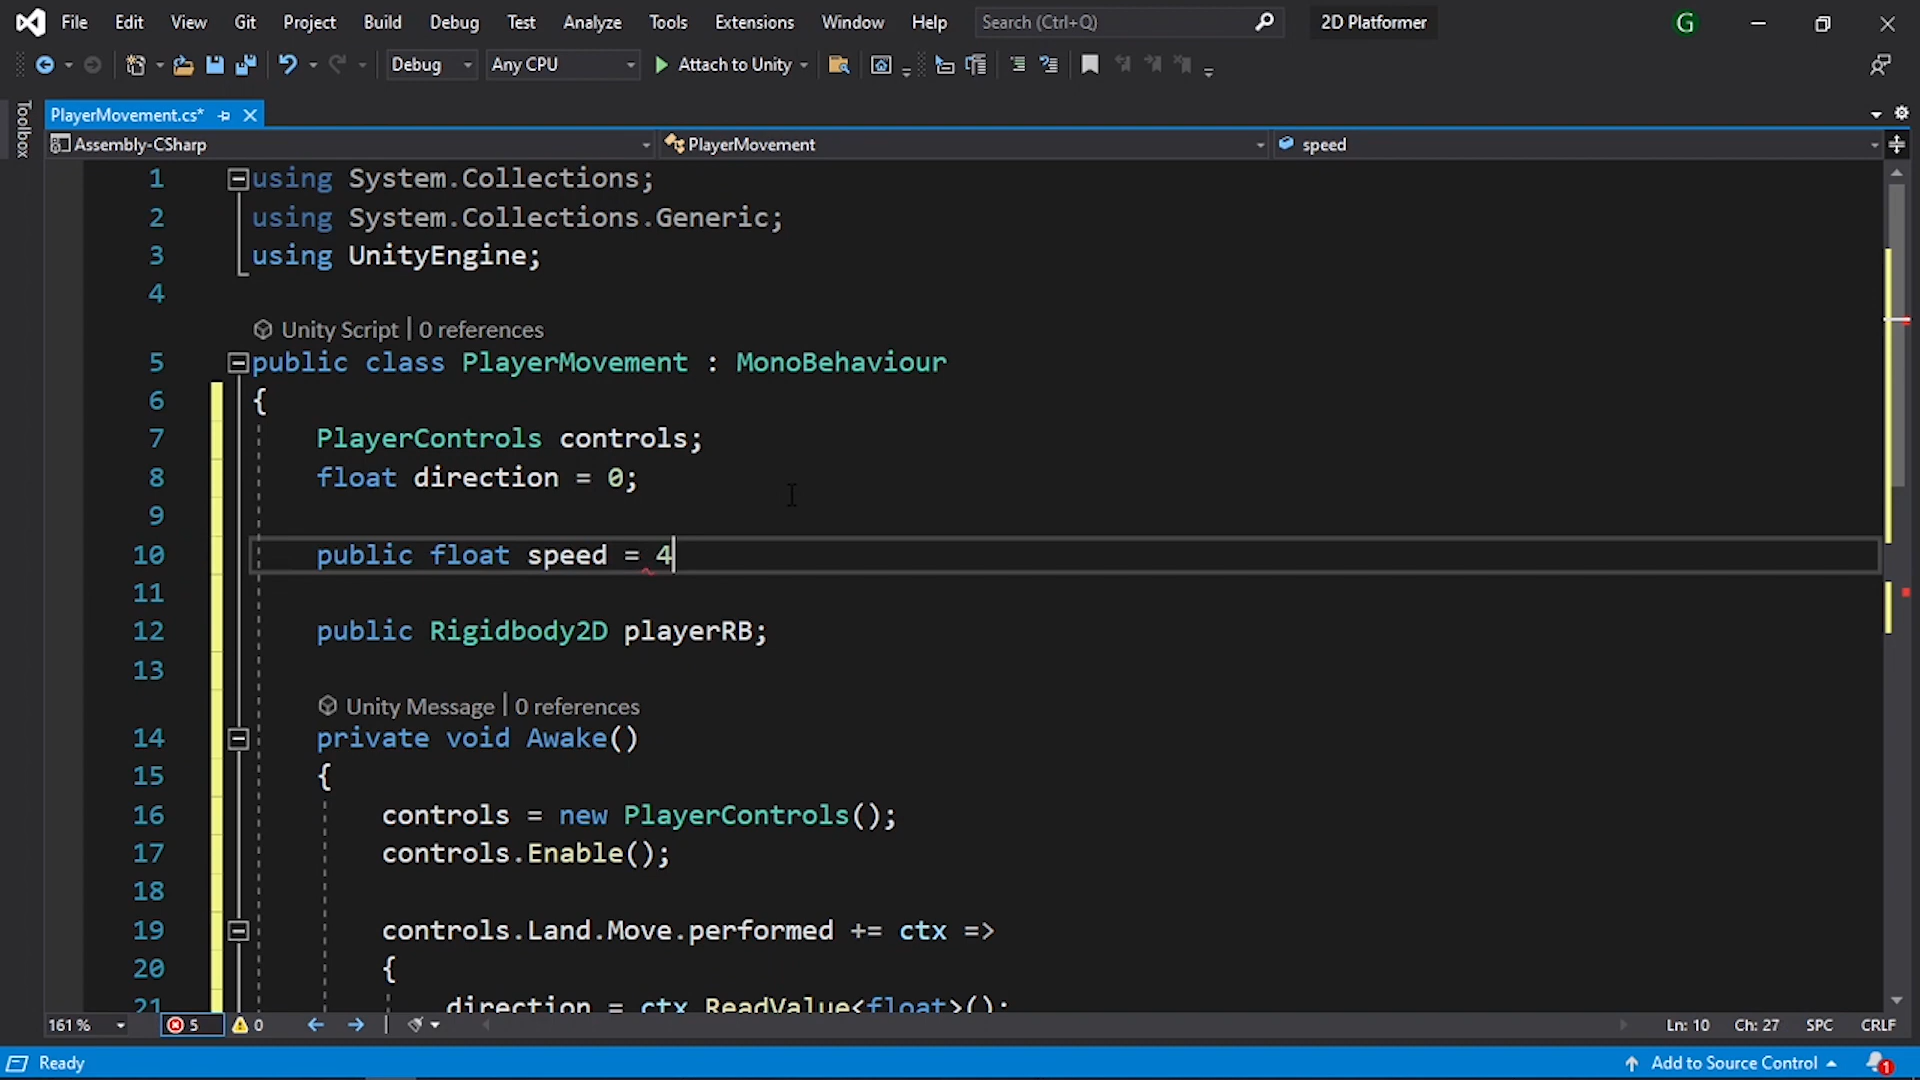 File Edit View Git Project Build Debug Test Analyze Tools Extensions Window Help Search (Ctrl+Q) 2D Platformer G
Debug Any CPU Attach to Unity
Toolbox
PlayerMovement.cs*
Assembly-CSharp PlayerMovement speed
1 using System.Collections;
2 using System.Collections.Generic;
3 using UnityEngine;
4
Unity Script | 0 references
5 public class PlayerMovement : MonoBehaviour
6 {
7 PlayerControls controls;
8 float direction = 0;
9
10 public float speed = 4
11
12 public Rigidbody2D playerRB;
13
Unity Message | 0 references
14 private void Awake()
15 {
16 controls = new PlayerControls();
17 controls.Enable();
18
19 controls.Land.Move.performed += ctx =>
20 {
21 direction = ctx.ReadValue<float>();
161 % 5 0 Ln: 10 Ch: 27 SPC CRLF
Ready Add to Source Control 1